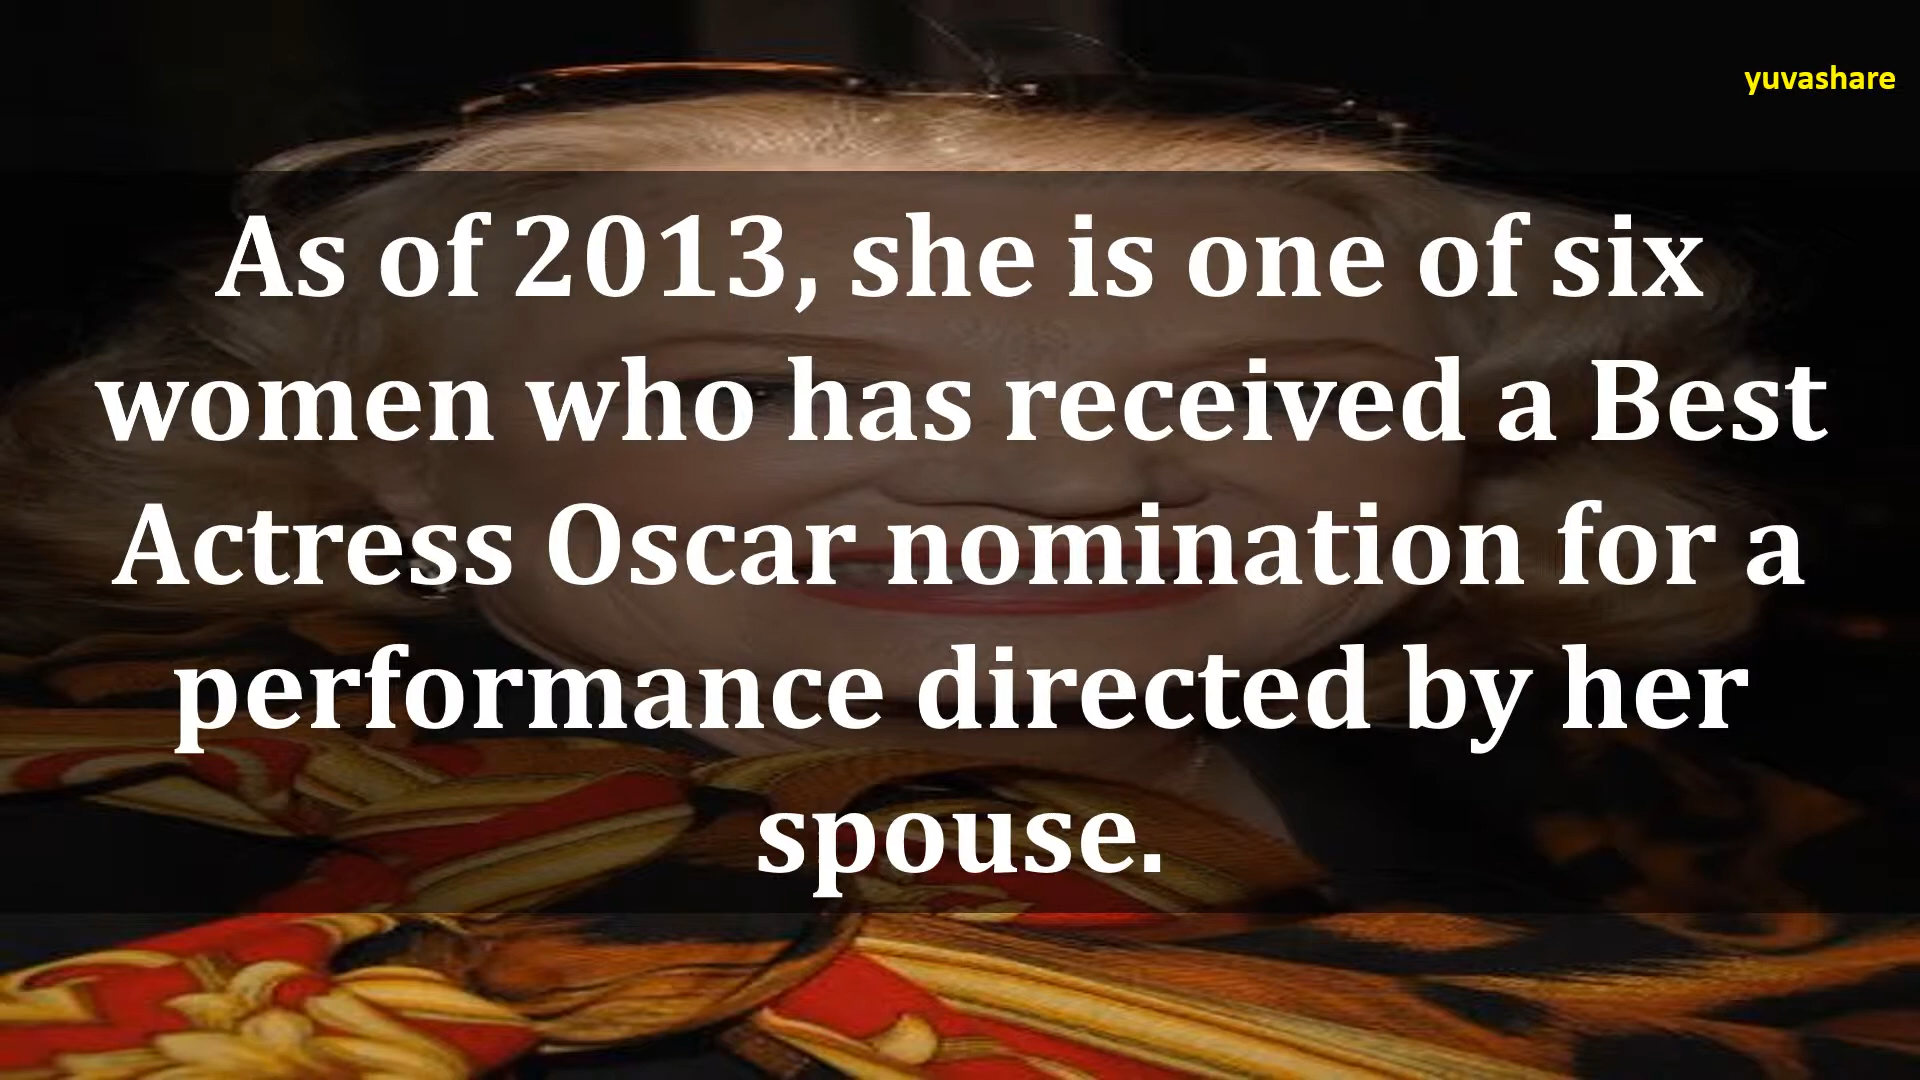 yuvashare
As of 2013, she is one of six
women who has received a Best
Actress Oscar nomination for a
performance directed by her
spouse.